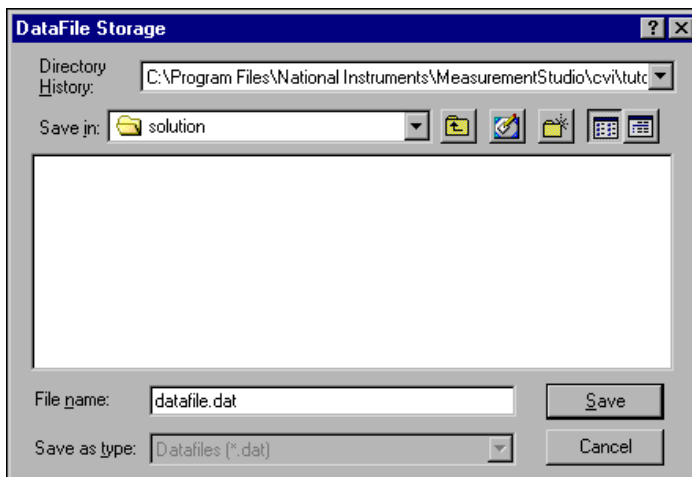 DataFile Storage
Directory History:
C:\Program Files\National Instruments\MeasurementStudio\cvi\tutc
Save in:
solution
File name:
datafile.dat
Save
Save as type:
Datafiles (*.dat)
Cancel